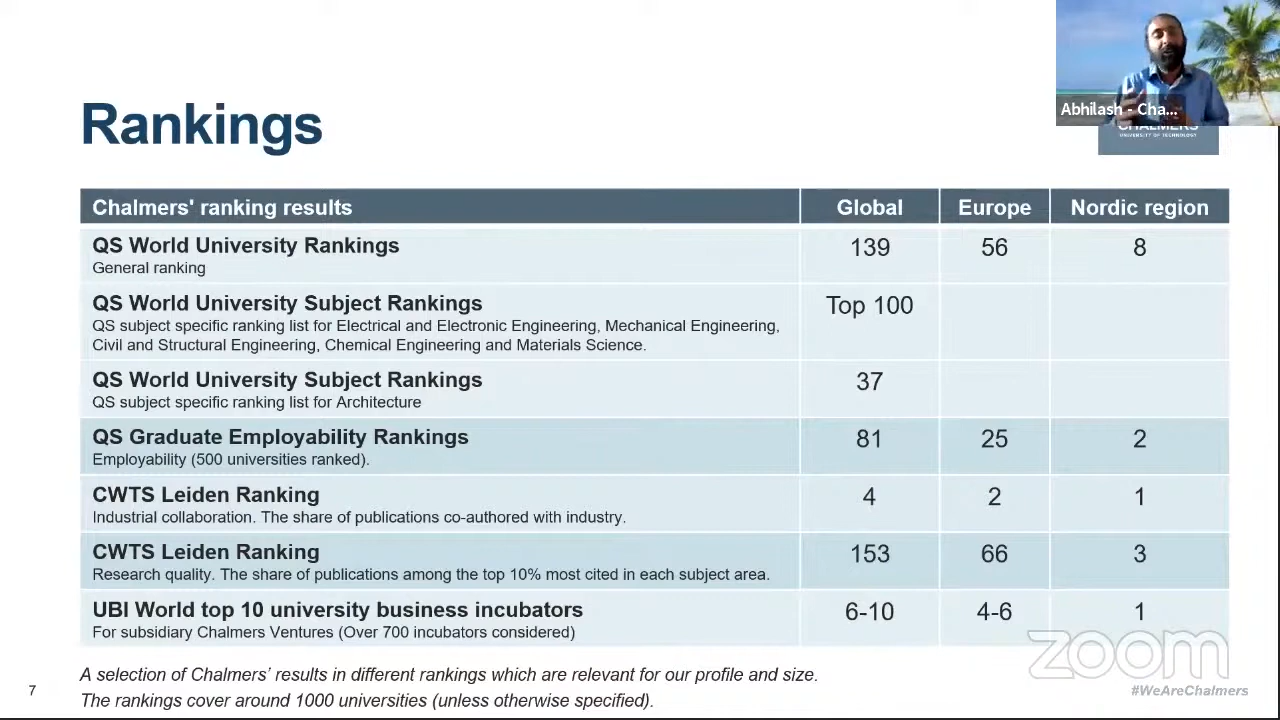 Abhilash - Cha...
CHALMERS
UNIVERSITY OF TECHNOLOGY
Rankings
Chalmers' ranking results Global Europe Nordic region
QS World University Rankings 139 56 8
General ranking
QS World University Subject Rankings Top 100
QS subject specific ranking list for Electrical and Electronic Engineering, Mechanical Engineering,
Civil and Structural Engineering, Chemical Engineering and Materials Science.
QS World University Subject Rankings 37
QS subject specific ranking list for Architecture
QS Graduate Employability Rankings 81 25 2
Employability (500 universities ranked).
CWTS Leiden Ranking 4 2 1
Industrial collaboration. The share of publications co-authored with industry.
CWTS Leiden Ranking 153 66 3
Research quality. The share of publications among the top 10% most cited in each subject area.
UBI World top 10 university business incubators 6-10 4-6 1
For subsidiary Chalmers Ventures (Over 700 incubators considered)
zoom
A selection of Chalmers’ results in different rankings which are relevant for our profile and size.
The rankings cover around 1000 universities (unless otherwise specified).
7
#WeAreChalmers